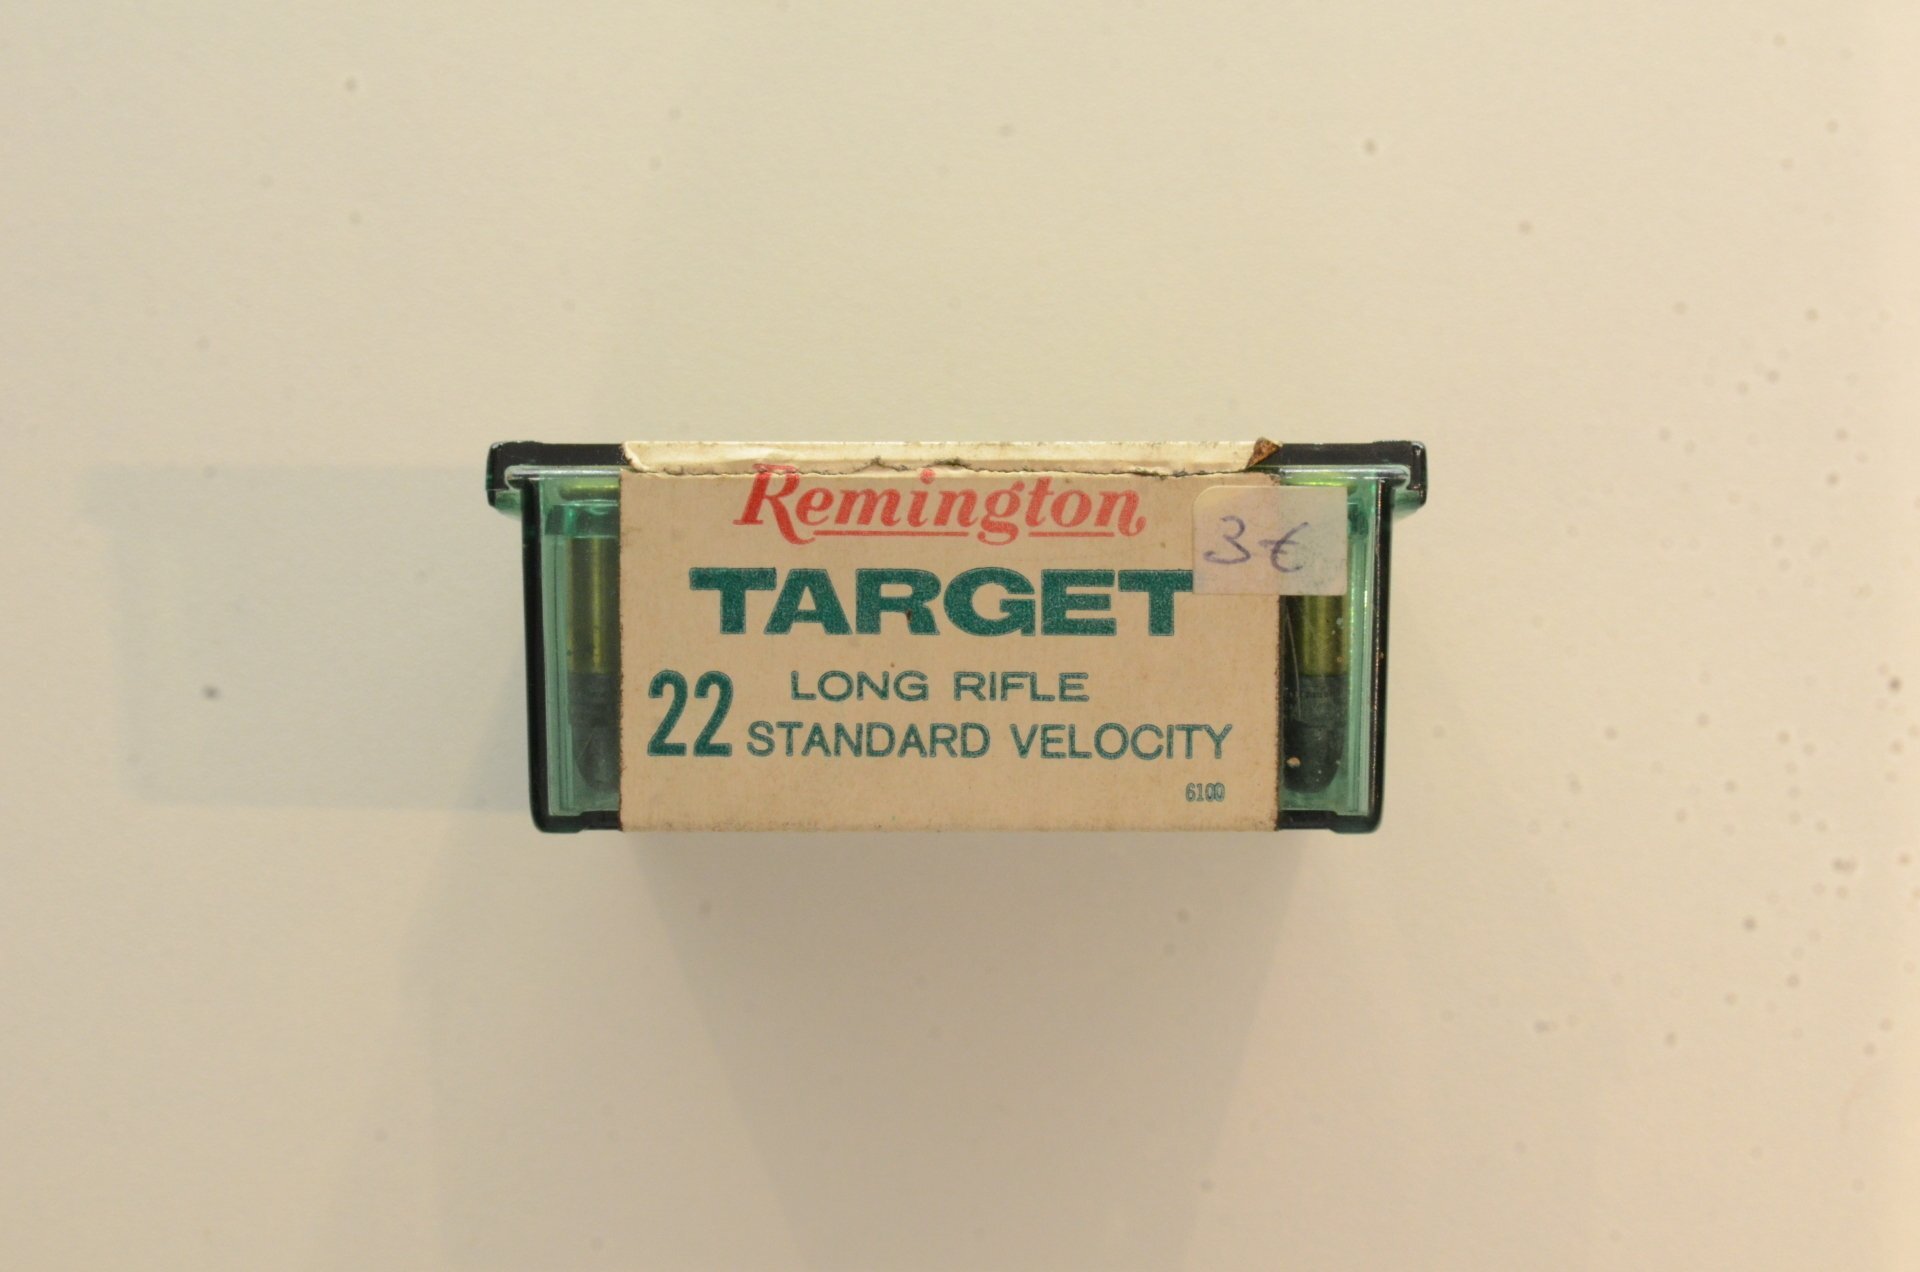 Remington
3€
TARGET
22 LONG RIFLE
STANDARD VELOCITY
6100